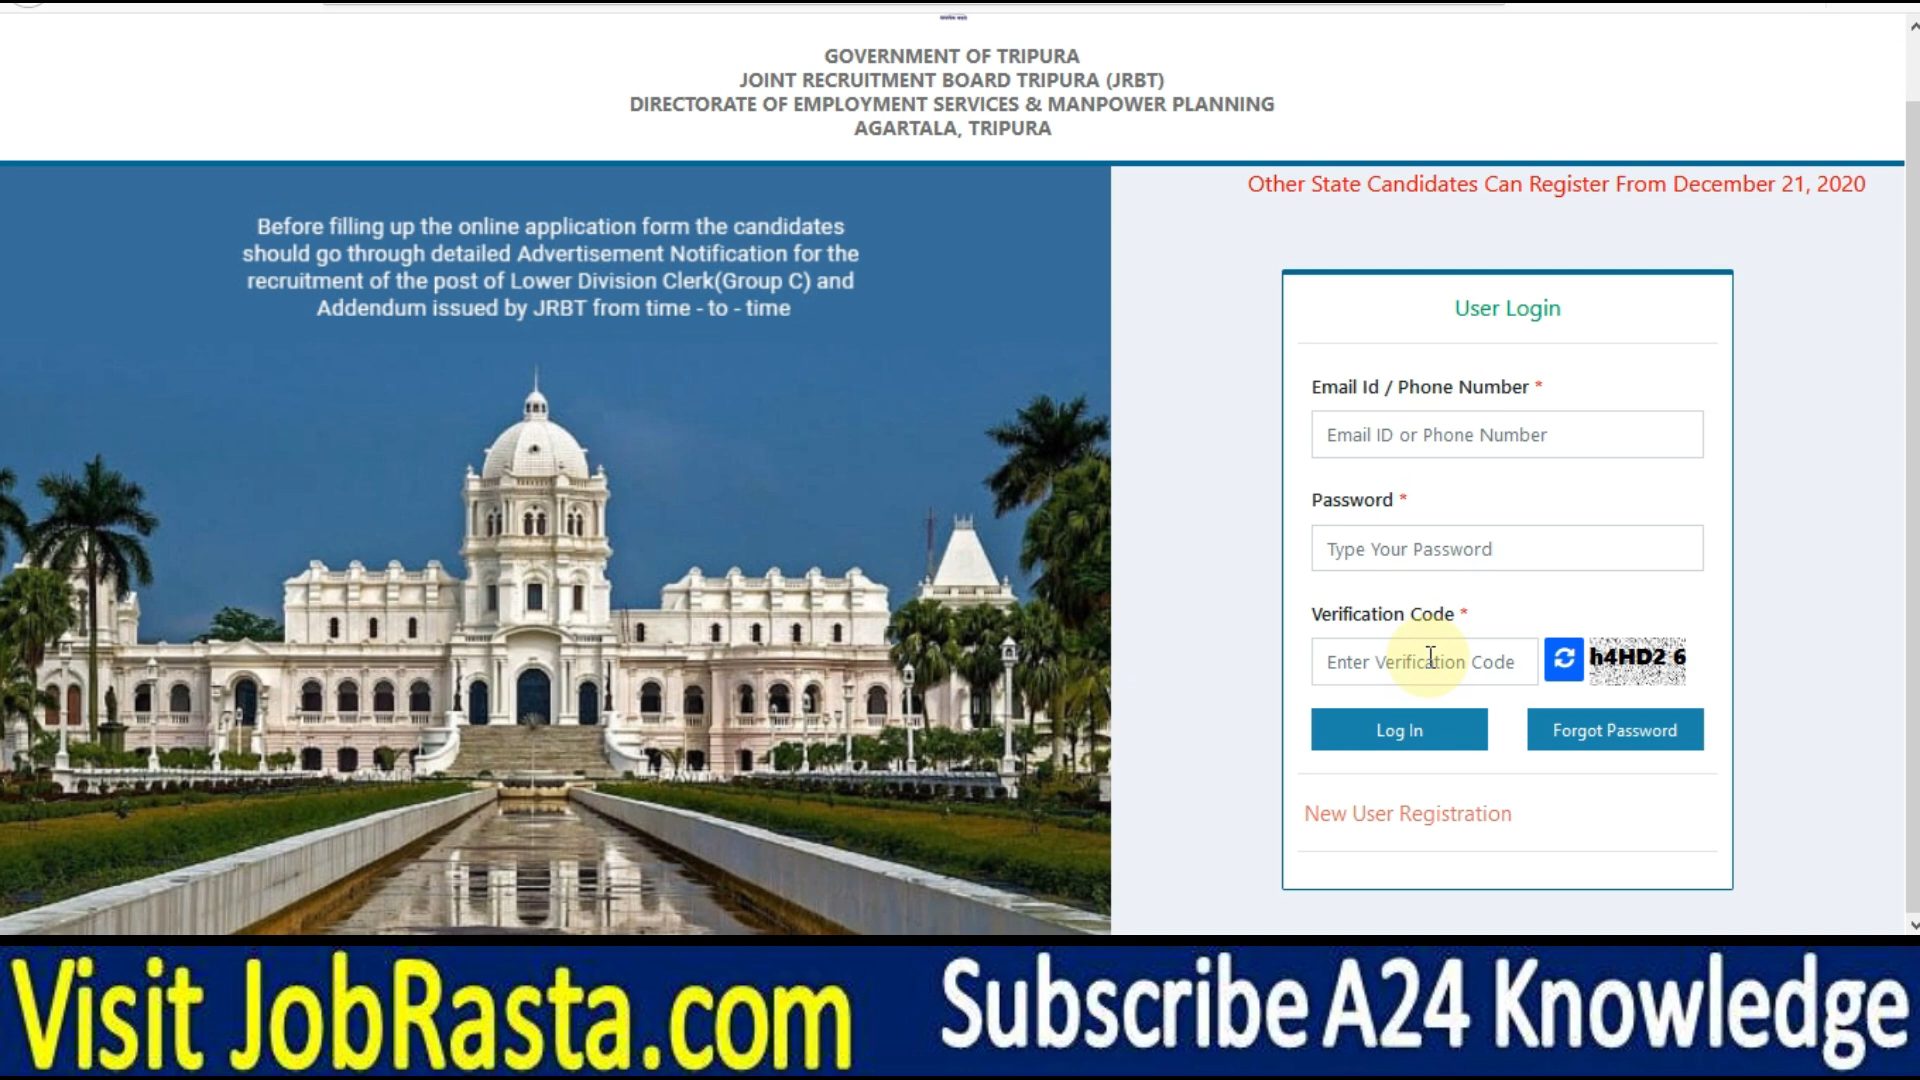 GOVERNMENT OF TRIPURA
JOINT RECRUITMENT BOARD TRIPURA (JRBT)
DIRECTORATE OF EMPLOYMENT SERVICES & MANPOWER PLANNING
AGARTALA, TRIPURA
Other State Candidates Can Register From December 21, 2020
Before filling up the online application form the candidates
should go through detailed Advertisement Notification for the
recruitment of the post of Lower Division Clerk(Group C) and
Addendum issued by JRBT from time - to - time
User Login
Email Id / Phone Number *
Email ID or Phone Number
Password *
Type Your Password
Verification Code *
Enter Verification Code
h4HD2 6
Log In
Forgot Password
New User Registration
Visit JobRasta.com
Subscribe A24 Knowledge